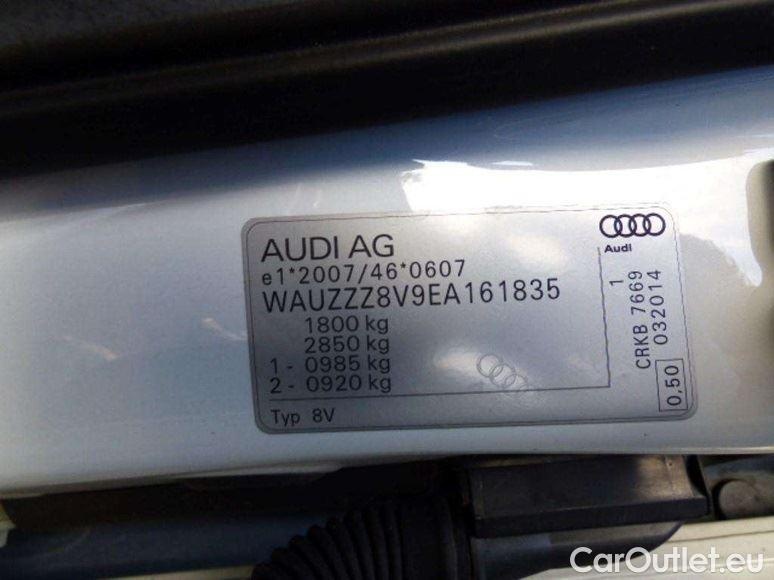 AUDI AG
e1*2007/46*0607
WAUZZZ8V9EA161835
1800 kg
2850 kg
1 - 0985 kg
2 - 0920 kg
Typ 8V
Audi
1
CRKB 7669
032014
0,50
CarOutlet.eu